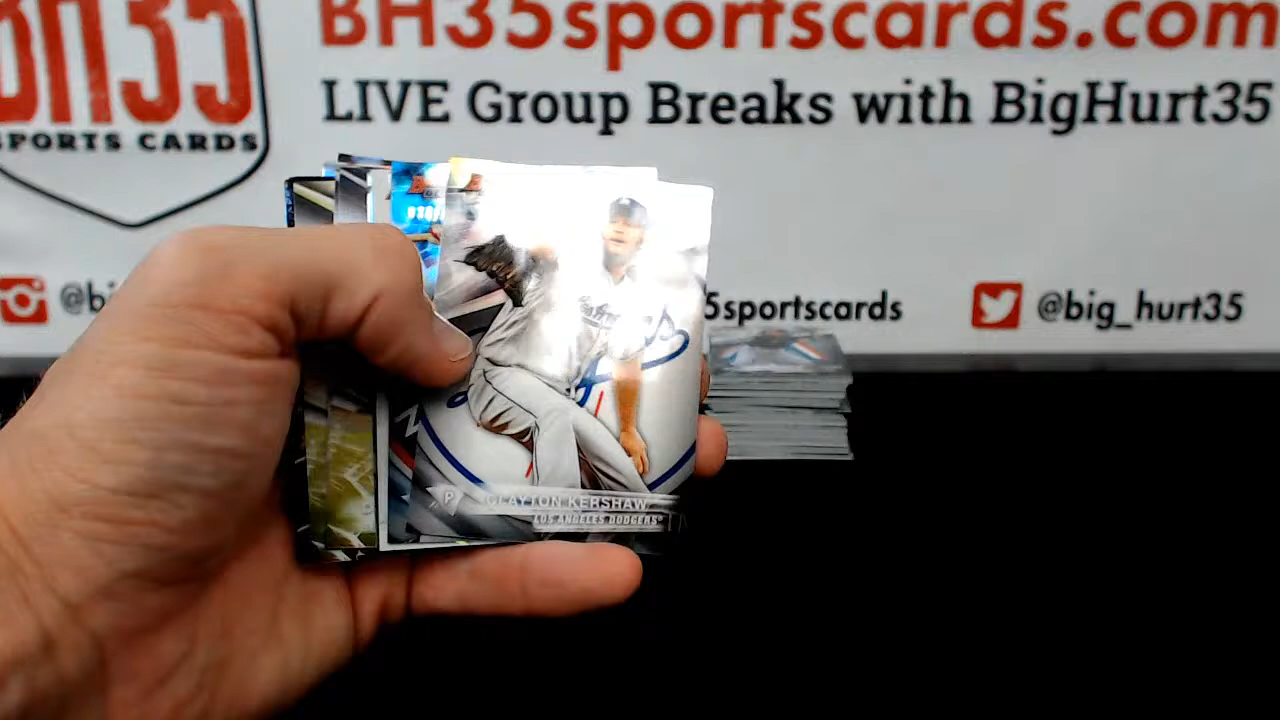 BH35sportscards.com
LIVE Group Breaks with BigHurt35
BH35
SPORTS CARDS
5sportscards
@big_hurt35
@bi
P CLAYTON KERSHAW
LOS ANGELES DODGERS